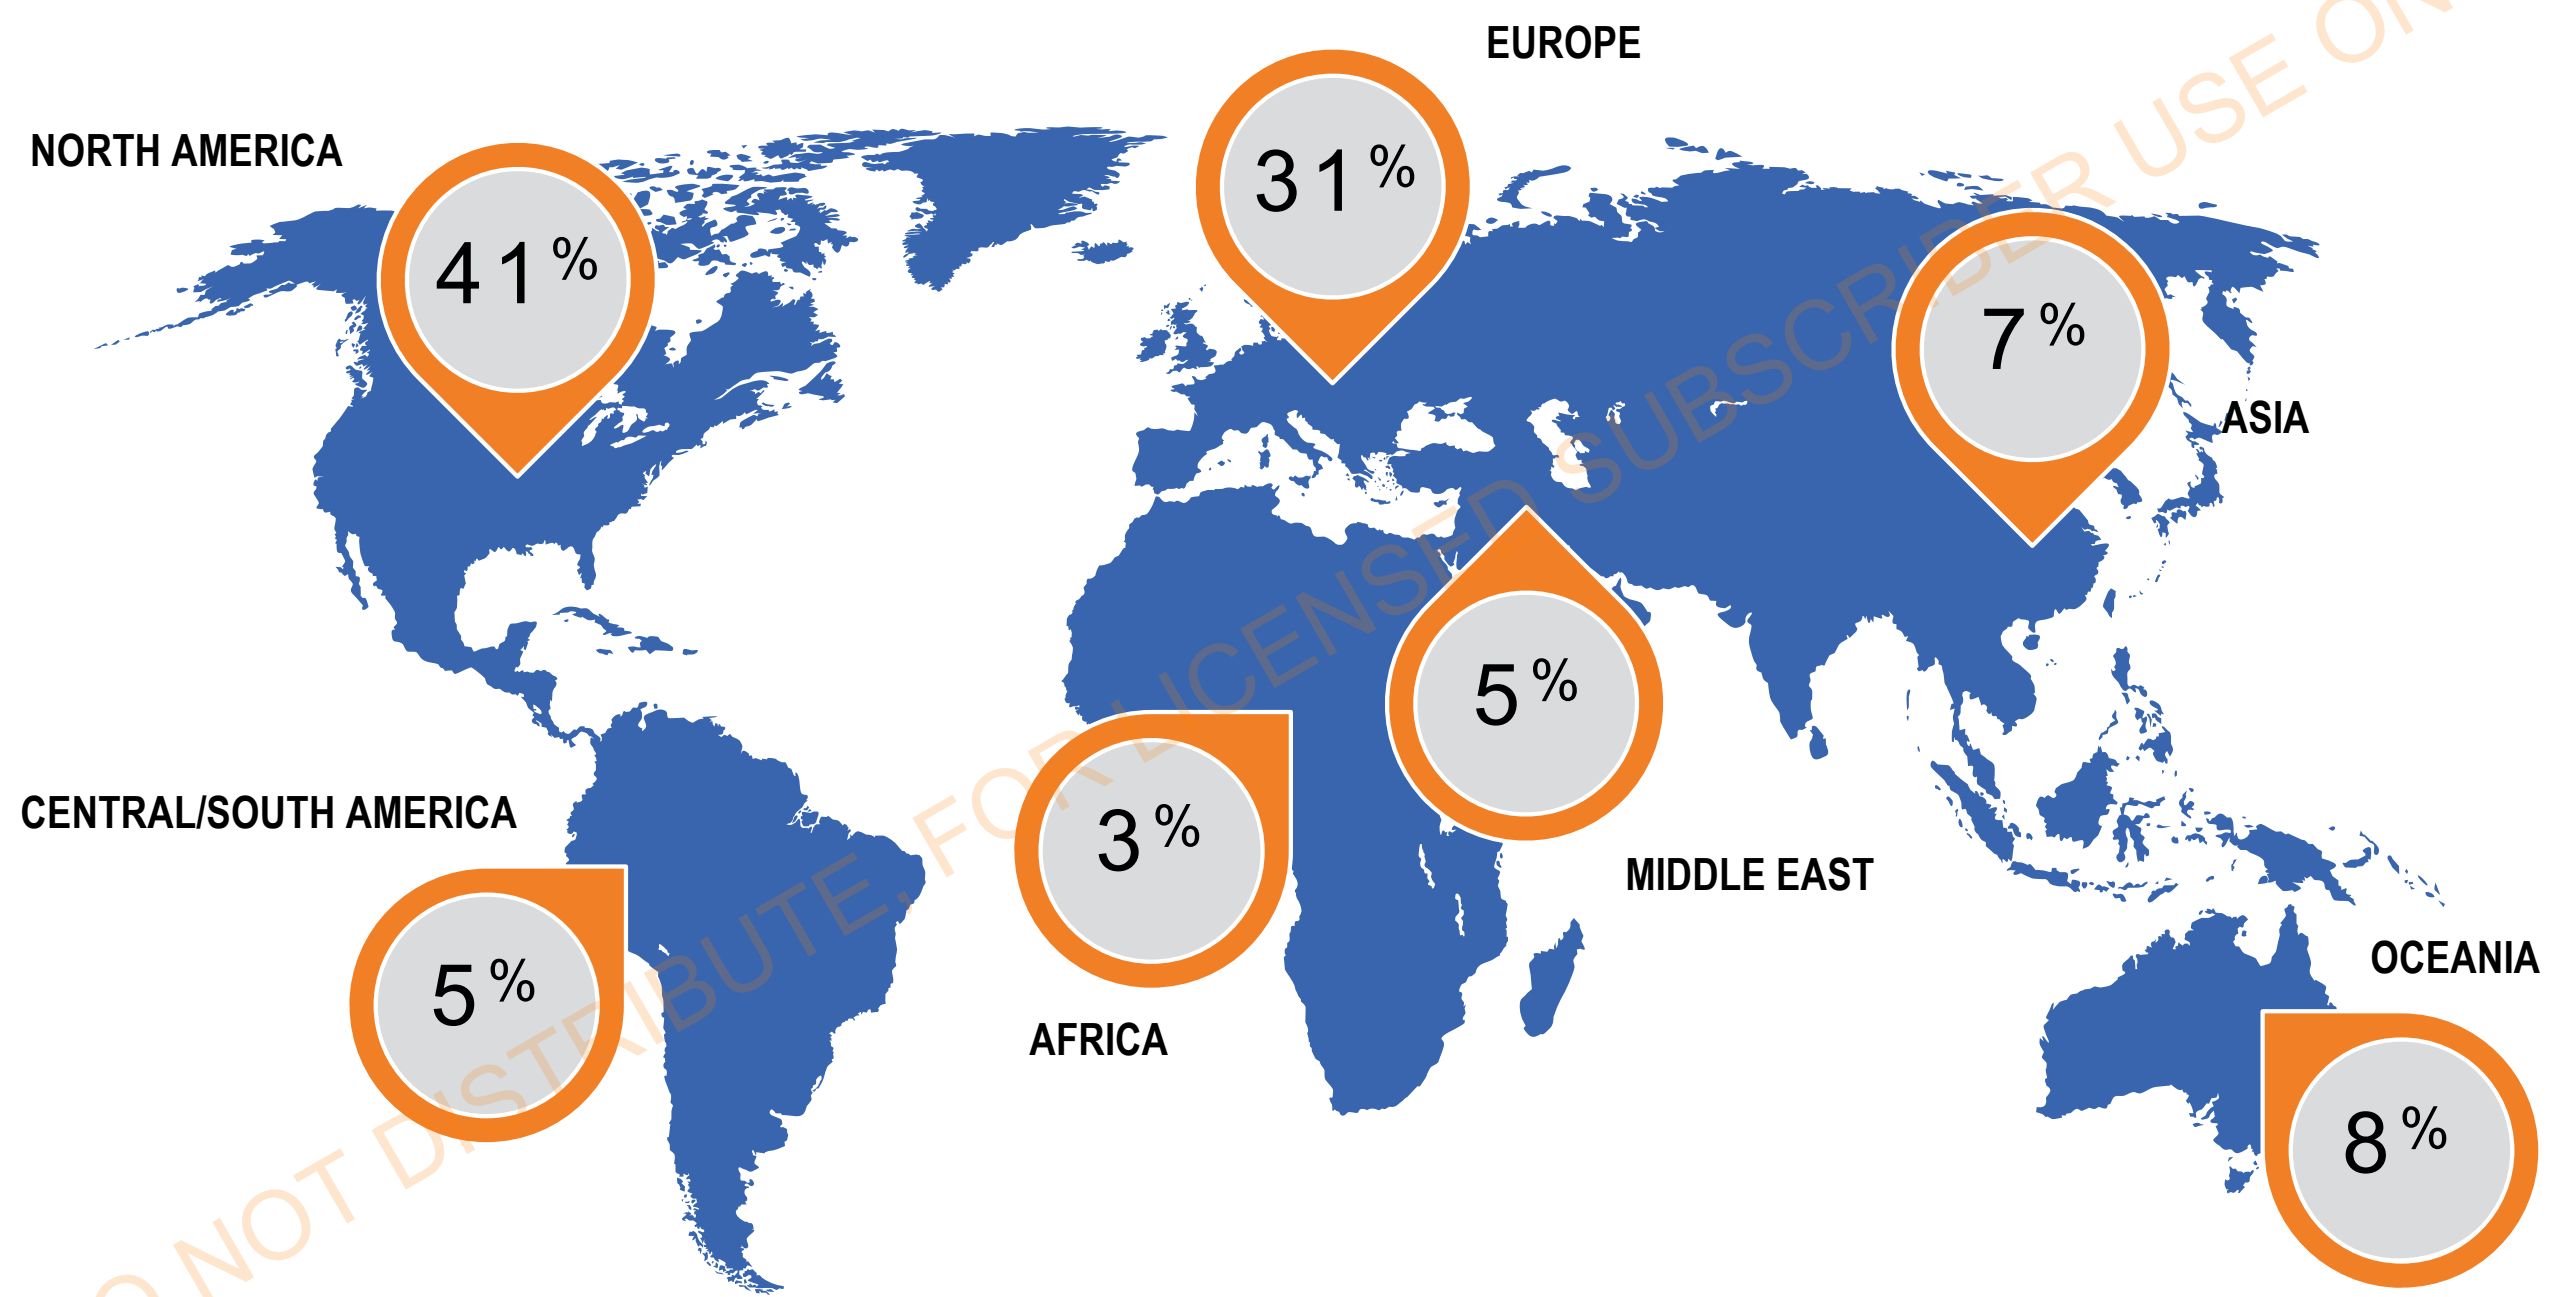 EUROPE
31%
NORTH AMERICA
41%
7%
ASIA
5%
MIDDLE EAST
3%
AFRICA
CENTRAL/SOUTH AMERICA
5%
OCEANIA
8%
NOT DISTRIBUTE, FOR LICENSED SUBSCRIBER USE